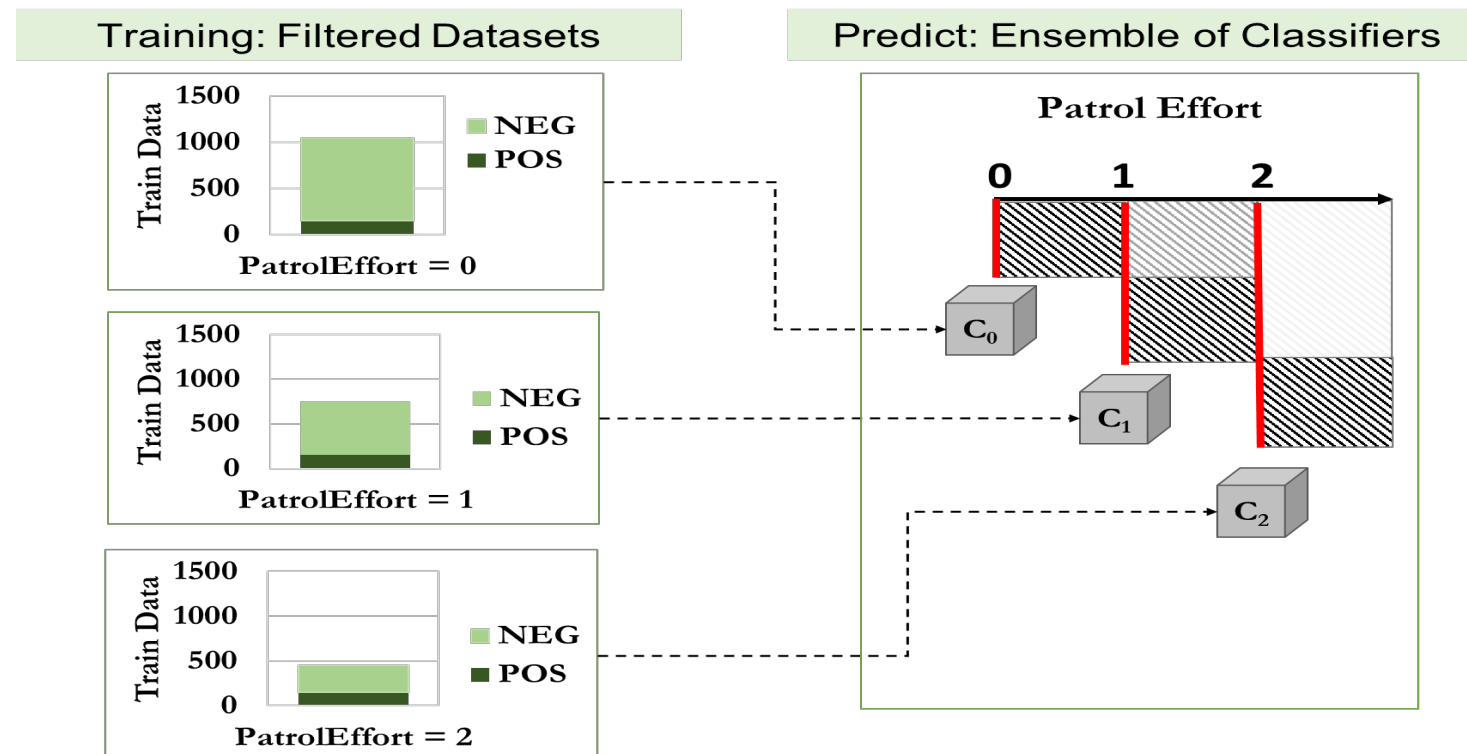 Training: Filtered Datasets
Predict: Ensemble of Classifiers
Train Data
1500
1000
500
0
NEG
POS
PatrolEffort = 0
Train Data
1500
1000
500
0
NEG
POS
PatrolEffort = 1
Train Data
1500
1000
500
0
NEG
POS
PatrolEffort = 2
Patrol Effort
0 1 2
C₀
C₁
C₂